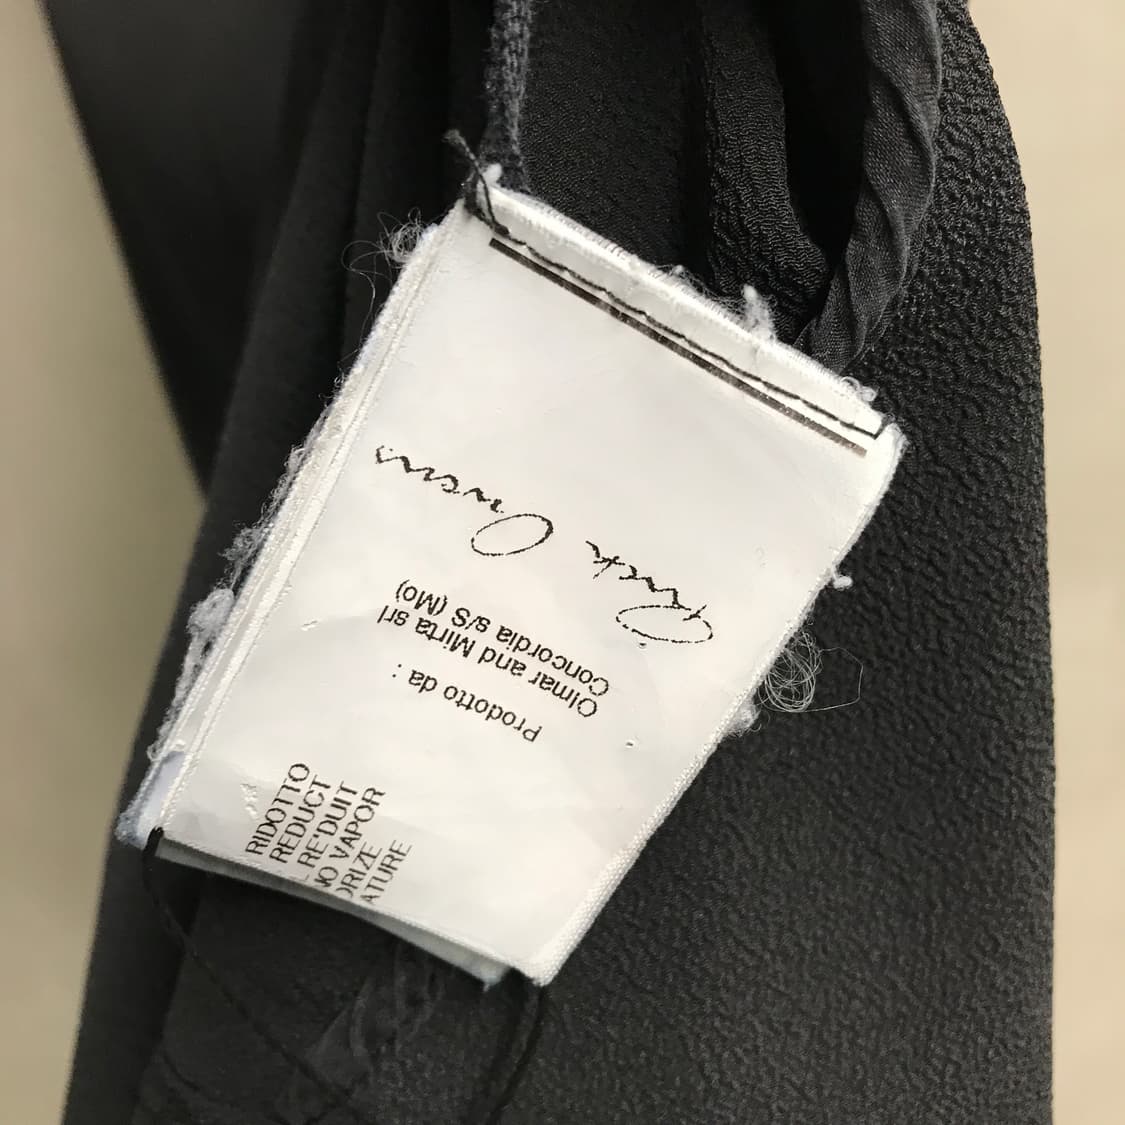 Rick Owens
Prodotto da :
Olmar and Mirta srl
Concordia s/S (Mo)
RIDOTTO
REDUCT
RE'DUIT
NO VAPOR
ORIZE
ATURE